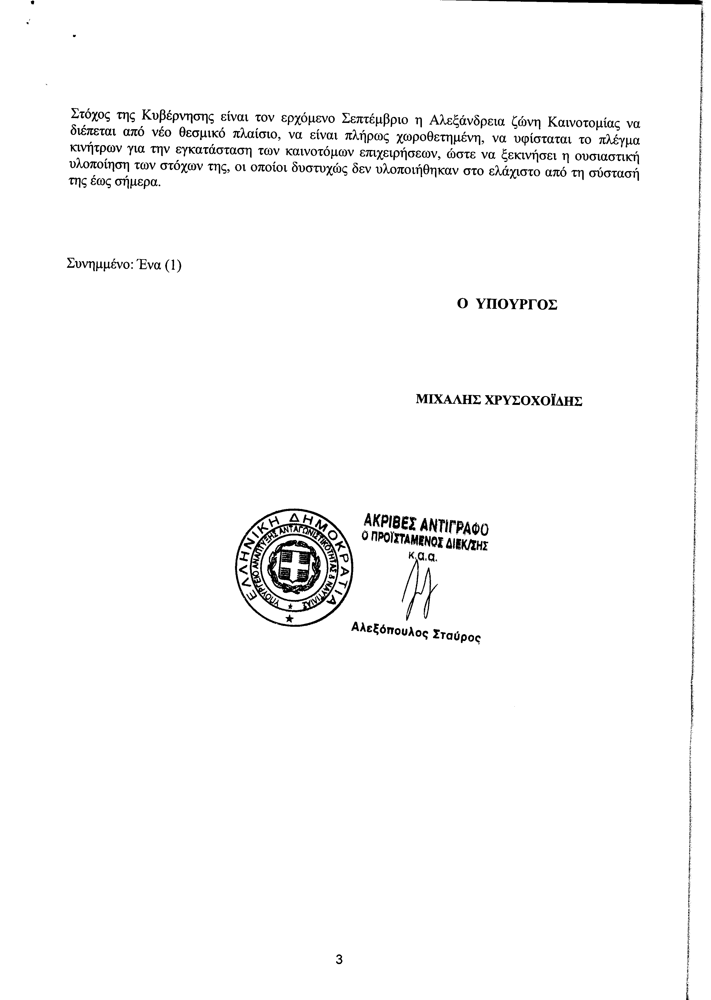 Στόχος της Κυβέρνησης είναι τον ερχόμενο Σεπτέμβριο η Αλεξάνδρεια ζώνη Καινοτομίας να
διέπεται από νέο θεσμικό πλαίσιο, να είναι πλήρως χωροθετημένη, να υφίσταται το πλέγμα
κινήτρων για την εγκατάσταση των καινοτόμων επιχειρήσεων, ώστε να ξεκινήσει η ουσιαστική
υλοποίηση των στόχων της, οι οποίοι δυστυχώς δεν υλοποιήθηκαν στο ελάχιστο από τη σύστασή
της έως σήμερα.
Συνημμένο: Ένα (1)
Ο ΥΠΟΥΡΓΟΣ
ΜΙΧΑΛΗΣ ΧΡΥΣΟΧΟΪΔΗΣ
ΕΛΛΗΝΙΚΗ ΔΗΜΟΚΡΑΤΙΑ
ΥΠΟΥΡΓΕΙΟ ΑΝΑΠΤΥΞΗΣ ΑΝΤΑΓΩΝΙΣΤΙΚΟΤΗΤΑΣ & ΝΑΥΤΙΛΙΑΣ
ΑΚΡΙΒΕΣ ΑΝΤΙΓΡΑΦΟ
Ο ΠΡΟΪΣΤΑΜΕΝΟΣ ΔΙΕΚ/ΣΗΣ
κ.α.α.
Αλεξόπουλος Σταύρος
3